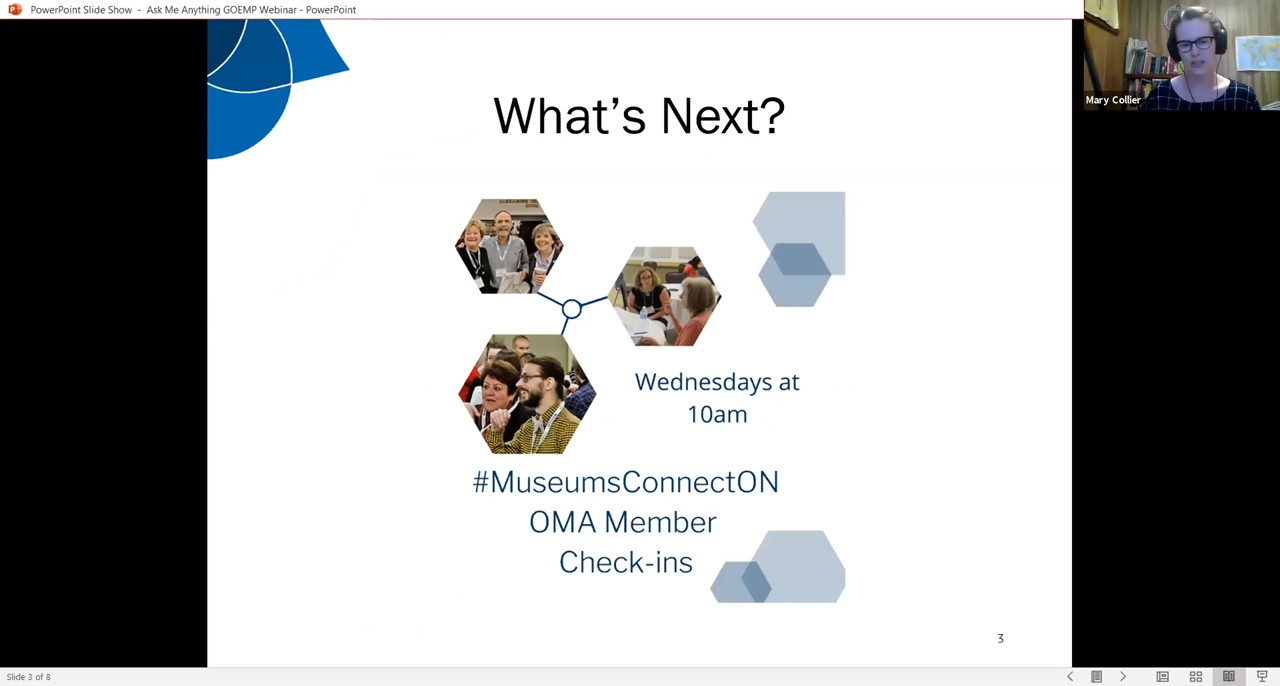 PowerPoint Slide Show - Ask Me Anything GOEMP Webinar - PowerPoint
Mary Collier
What's Next?
Wednesdays at
10am
#MuseumsConnectON
OMA Member
Check-ins
3
Slide 3 of 8